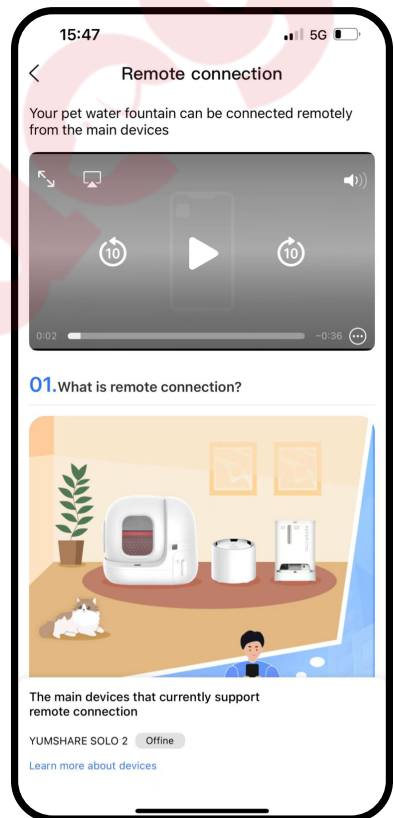 15:47
5G
Remote connection
Your pet water fountain can be connected remotely
from the main devices
10
10
0:02
−0:36
01.What is remote connection?
The main devices that currently support
remote connection
YUMSHARE SOLO 2 Offine
Learn more about devices